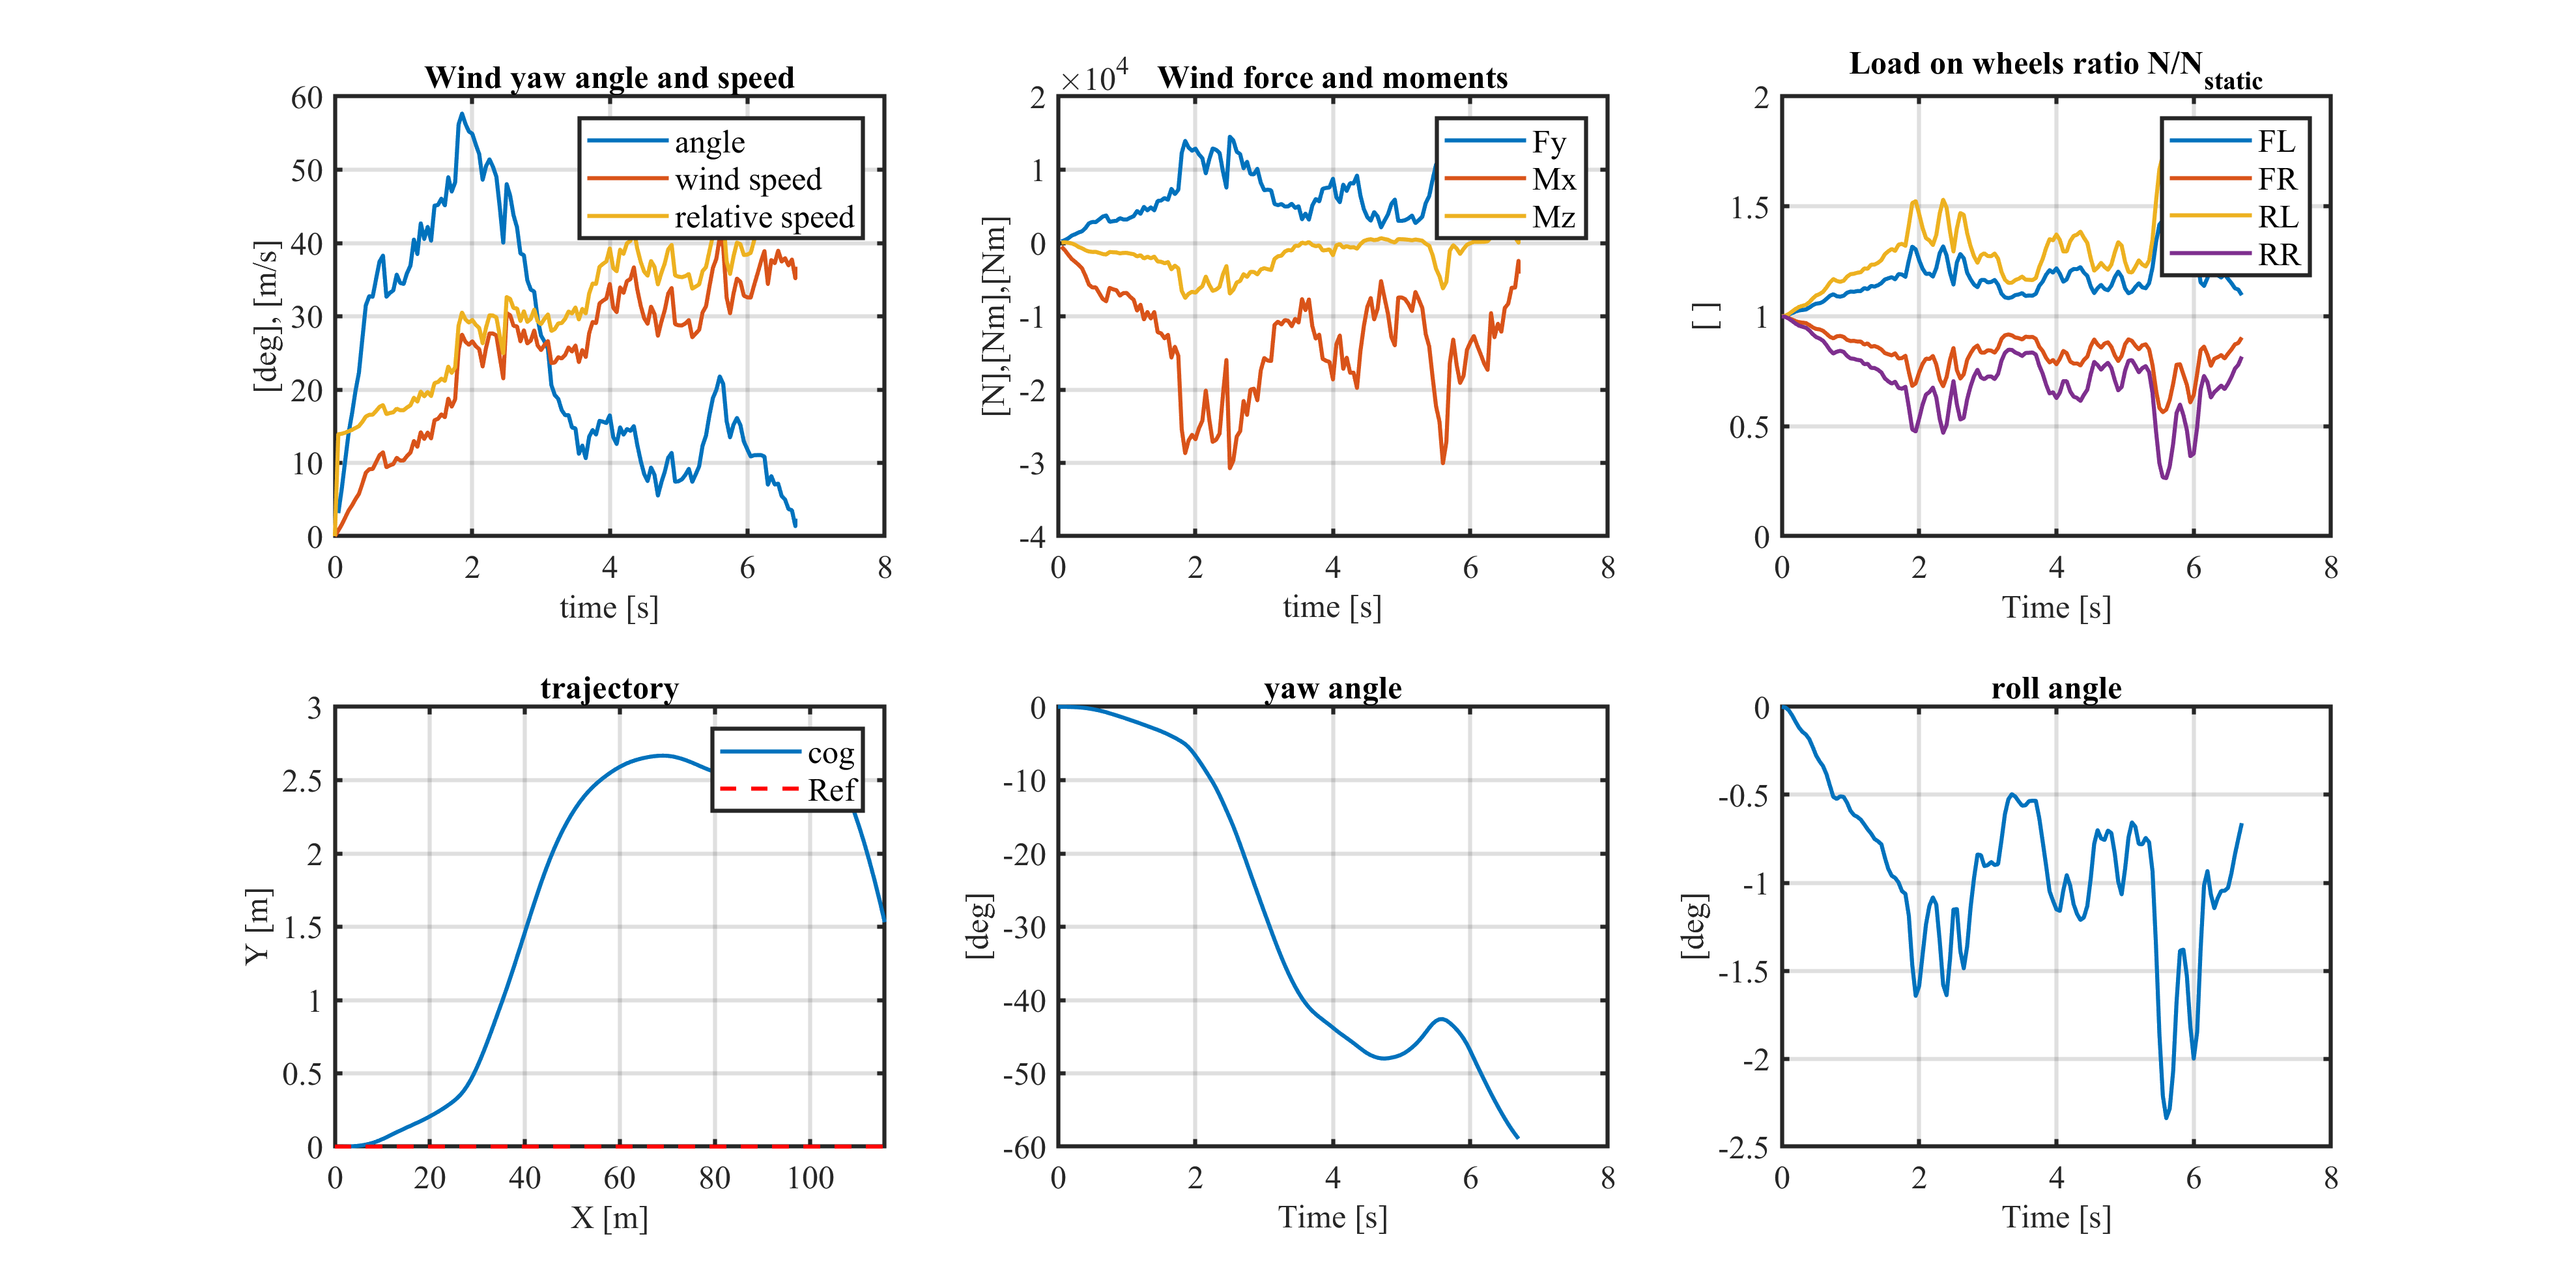 Wind yaw angle and speed
60
50
40
30
20
10
0
0 2 4 6 8
[deg], [m/s]
time [s]
angle
wind speed
relative speed
×10^4
Wind force and moments
2
1
0
-1
-2
-3
-4
0 2 4 6 8
[N],[Nm],[Nm]
time [s]
Fy
Mx
Mz
Load on wheels ratio N/N_static
2
1.5
1
0.5
0
0 2 4 6 8
[ ]
Time [s]
FL
FR
RL
RR
trajectory
3
2.5
2
1.5
1
0.5
0
0 20 40 60 80 100
Y [m]
X [m]
cog
Ref
yaw angle
0
-10
-20
-30
-40
-50
-60
0 2 4 6 8
[deg]
Time [s]
roll angle
0
-0.5
-1
-1.5
-2
-2.5
0 2 4 6 8
[deg]
Time [s]